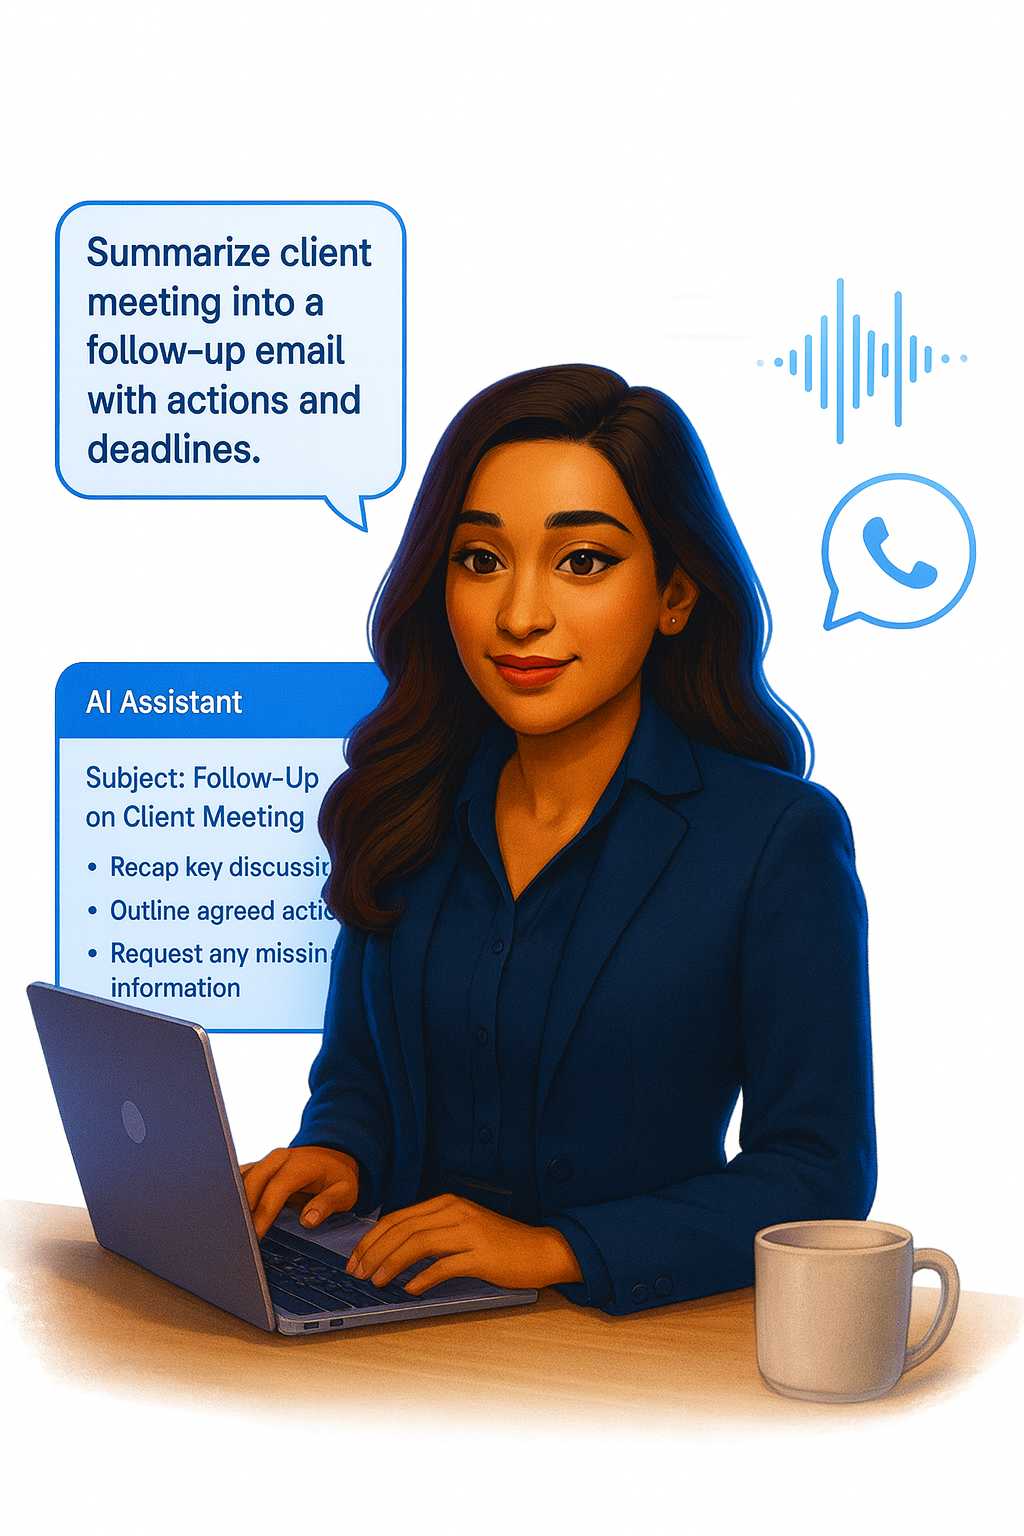 Summarize client
meeting into a
follow-up email
with actions and
deadlines.
AI Assistant
Subject: Follow-Up
on Client Meeting
• Recap key
• Outline agreed
• Request any
information